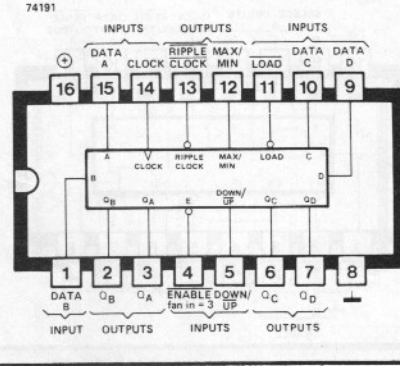 74191
INPUTS OUTPUTS INPUTS
DATA A CLOCK RIPPLE CLOCK MAX/ MIN LOAD DATA C DATA D
16 15 14 13 12 11 10 9
A CLOCK RIPPLE CLOCK MAX/ MIN LOAD C
B D
QB QA E DOWN/ UP QC QD
1 2 3 4 5 6 7 8
DATA B QB QA ENABLE fan in = 3 DOWN/ UP QC QD
INPUT OUTPUTS INPUTS OUTPUTS